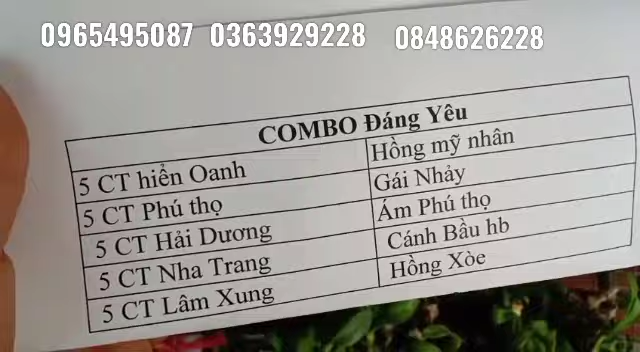 0965495087 0363929228 0848626228
COMBO Đáng Yêu
5 CT hiển Oanh Hồng mỹ nhân
5 CT Phú thọ Gái Nhảy
5 CT Hải Dương Ám Phú thọ
5 CT Nha Trang Cánh Bầu hb
5 CT Lâm Xung Hồng Xòe